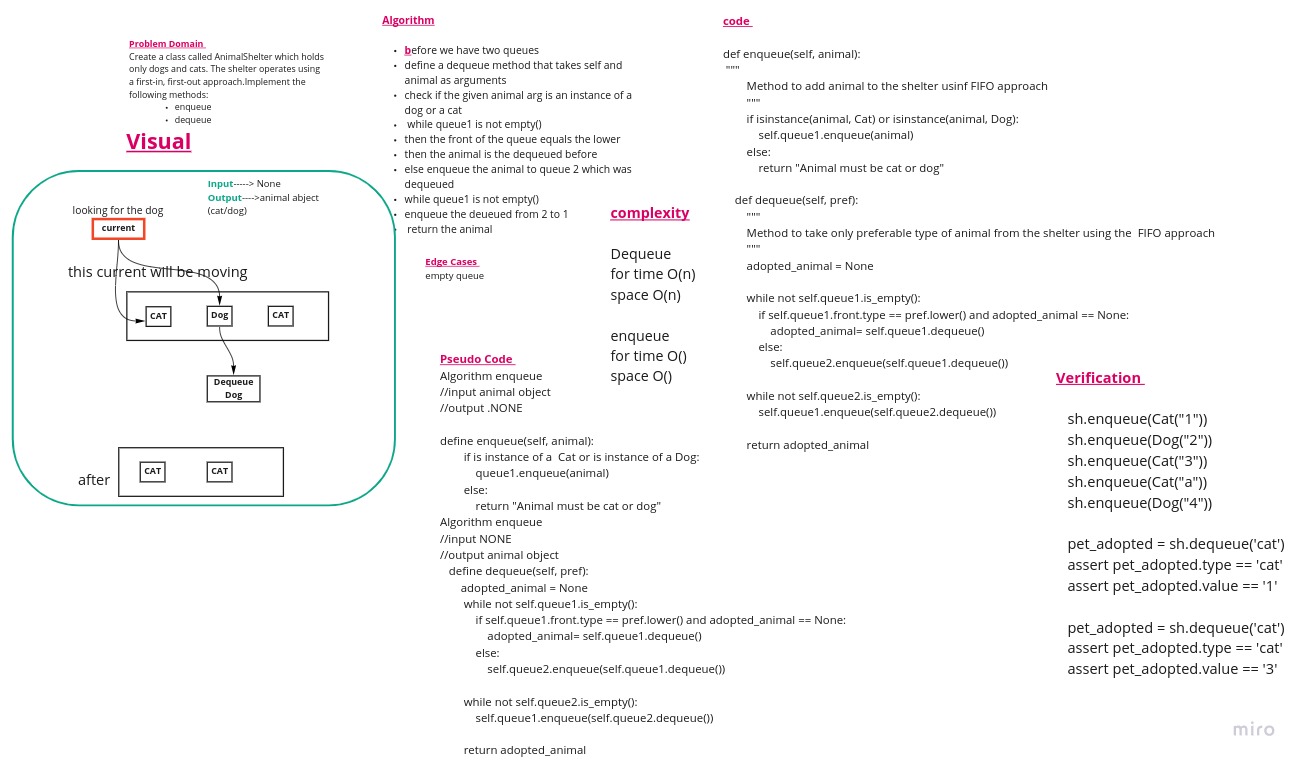 Problem Domain
Create a class called AnimalShelter which holds
only dogs and cats. The shelter operates using
a first-in, first-out approach.Implement the
following methods:
• enqueue
• dequeue
Visual
Input-----> None
Output---->animal abject
(cat/dog)
looking for the dog
current
this current will be moving
CAT
Dog
CAT
Dequeue
Dog
after
CAT
CAT
Algorithm
• before we have two queues
• define a dequeue method that takes self and
animal as arguments
• check if the given animal arg is an instance of a
dog or a cat
• while queue1 is not empty()
• then the front of the queue equals the lower
• then the animal is the dequeued before
• else enqueue the animal to queue 2 which was
dequeued
• while queue1 is not empty()
• enqueue the deueued from 2 to 1
• return the animal
Edge Cases
empty queue
complexity
Dequeue
for time O(n)
space O(n)
enqueue
for time O()
space O()
Pseudo Code
Algorithm enqueue
//input animal object
//output .NONE
define enqueue(self, animal):
if is instance of a  Cat or is instance of a Dog:
queue1.enqueue(animal)
else:
return "Animal must be cat or dog"
Algorithm enqueue
//input NONE
//output animal object
define dequeue(self, pref):
adopted_animal = None
while not self.queue1.is_empty():
if self.queue1.front.type == pref.lower() and adopted_animal == None:
adopted_animal= self.queue1.dequeue()
else:
self.queue2.enqueue(self.queue1.dequeue())
while not self.queue2.is_empty():
self.queue1.enqueue(self.queue2.dequeue())
return adopted_animal
code
def enqueue(self, animal):
"""
Method to add animal to the shelter usinf FIFO approach
"""
if isinstance(animal, Cat) or isinstance(animal, Dog):
self.queue1.enqueue(animal)
else:
return "Animal must be cat or dog"
def dequeue(self, pref):
"""
Method to take only preferable type of animal from the shelter using the  FIFO approach
"""
adopted_animal = None
while not self.queue1.is_empty():
if self.queue1.front.type == pref.lower() and adopted_animal == None:
adopted_animal= self.queue1.dequeue()
else:
self.queue2.enqueue(self.queue1.dequeue())
while not self.queue2.is_empty():
self.queue1.enqueue(self.queue2.dequeue())
return adopted_animal
Verification
sh.enqueue(Cat("1"))
sh.enqueue(Dog("2"))
sh.enqueue(Cat("3"))
sh.enqueue(Cat("a"))
sh.enqueue(Dog("4"))
pet_adopted = sh.dequeue('cat')
assert pet_adopted.type == 'cat'
assert pet_adopted.value == '1'
pet_adopted = sh.dequeue('cat')
assert pet_adopted.type == 'cat'
assert pet_adopted.value == '3'
miro